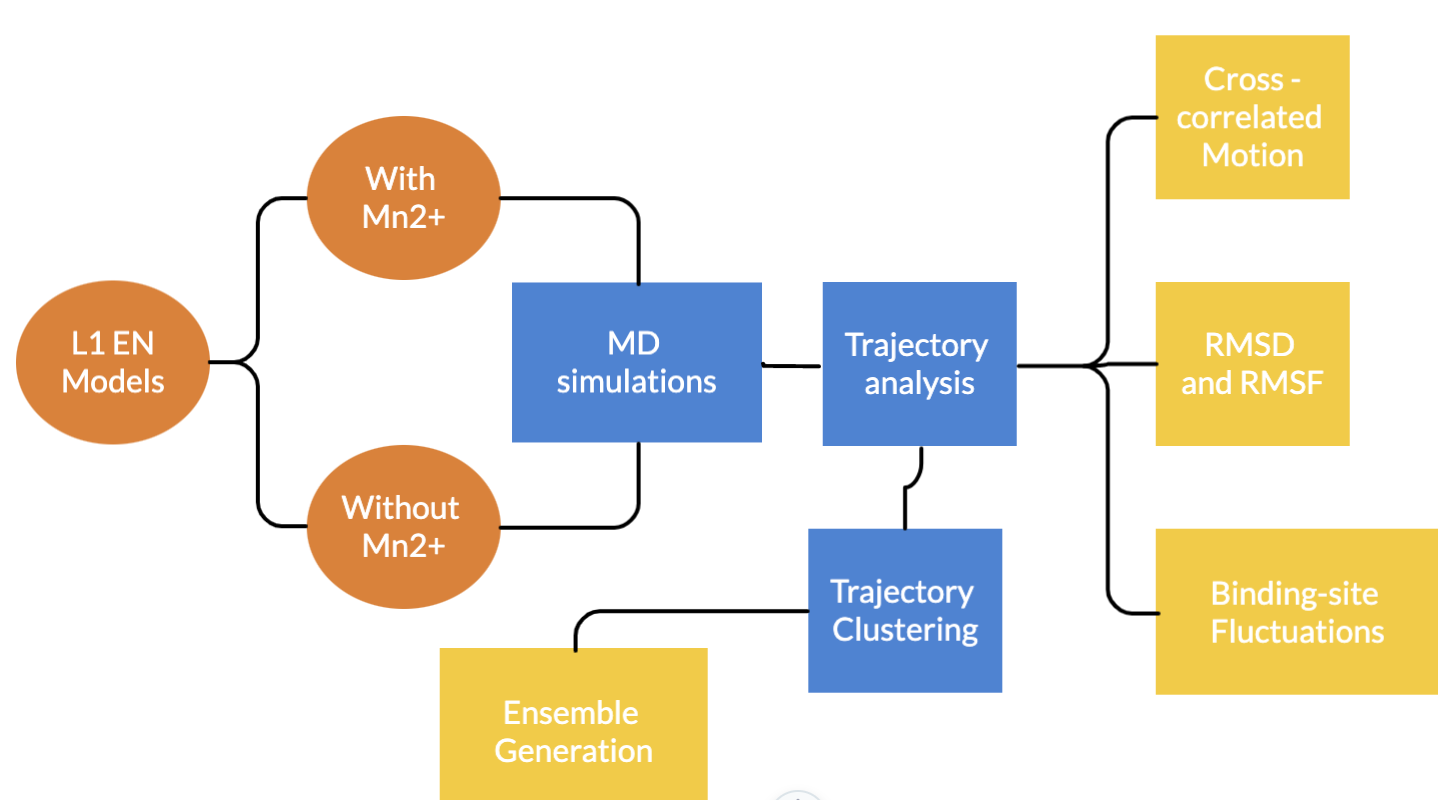 L1 EN
Models
With
Mn2+
Without
Mn2+
MD
simulations
Trajectory
analysis
Trajectory
Clustering
Ensemble
Generation
Cross -
correlated
Motion
RMSD
and RMSF
Binding-site
Fluctuations